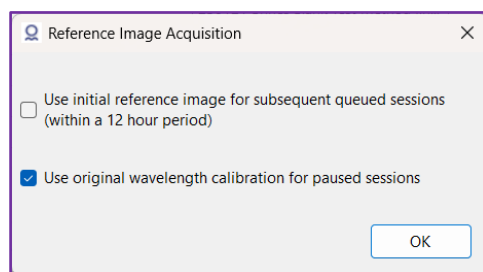 Reference Image Acquisition
Use initial reference image for subsequent queued sessions
(within a 12 hour period)
Use original wavelength calibration for paused sessions
OK